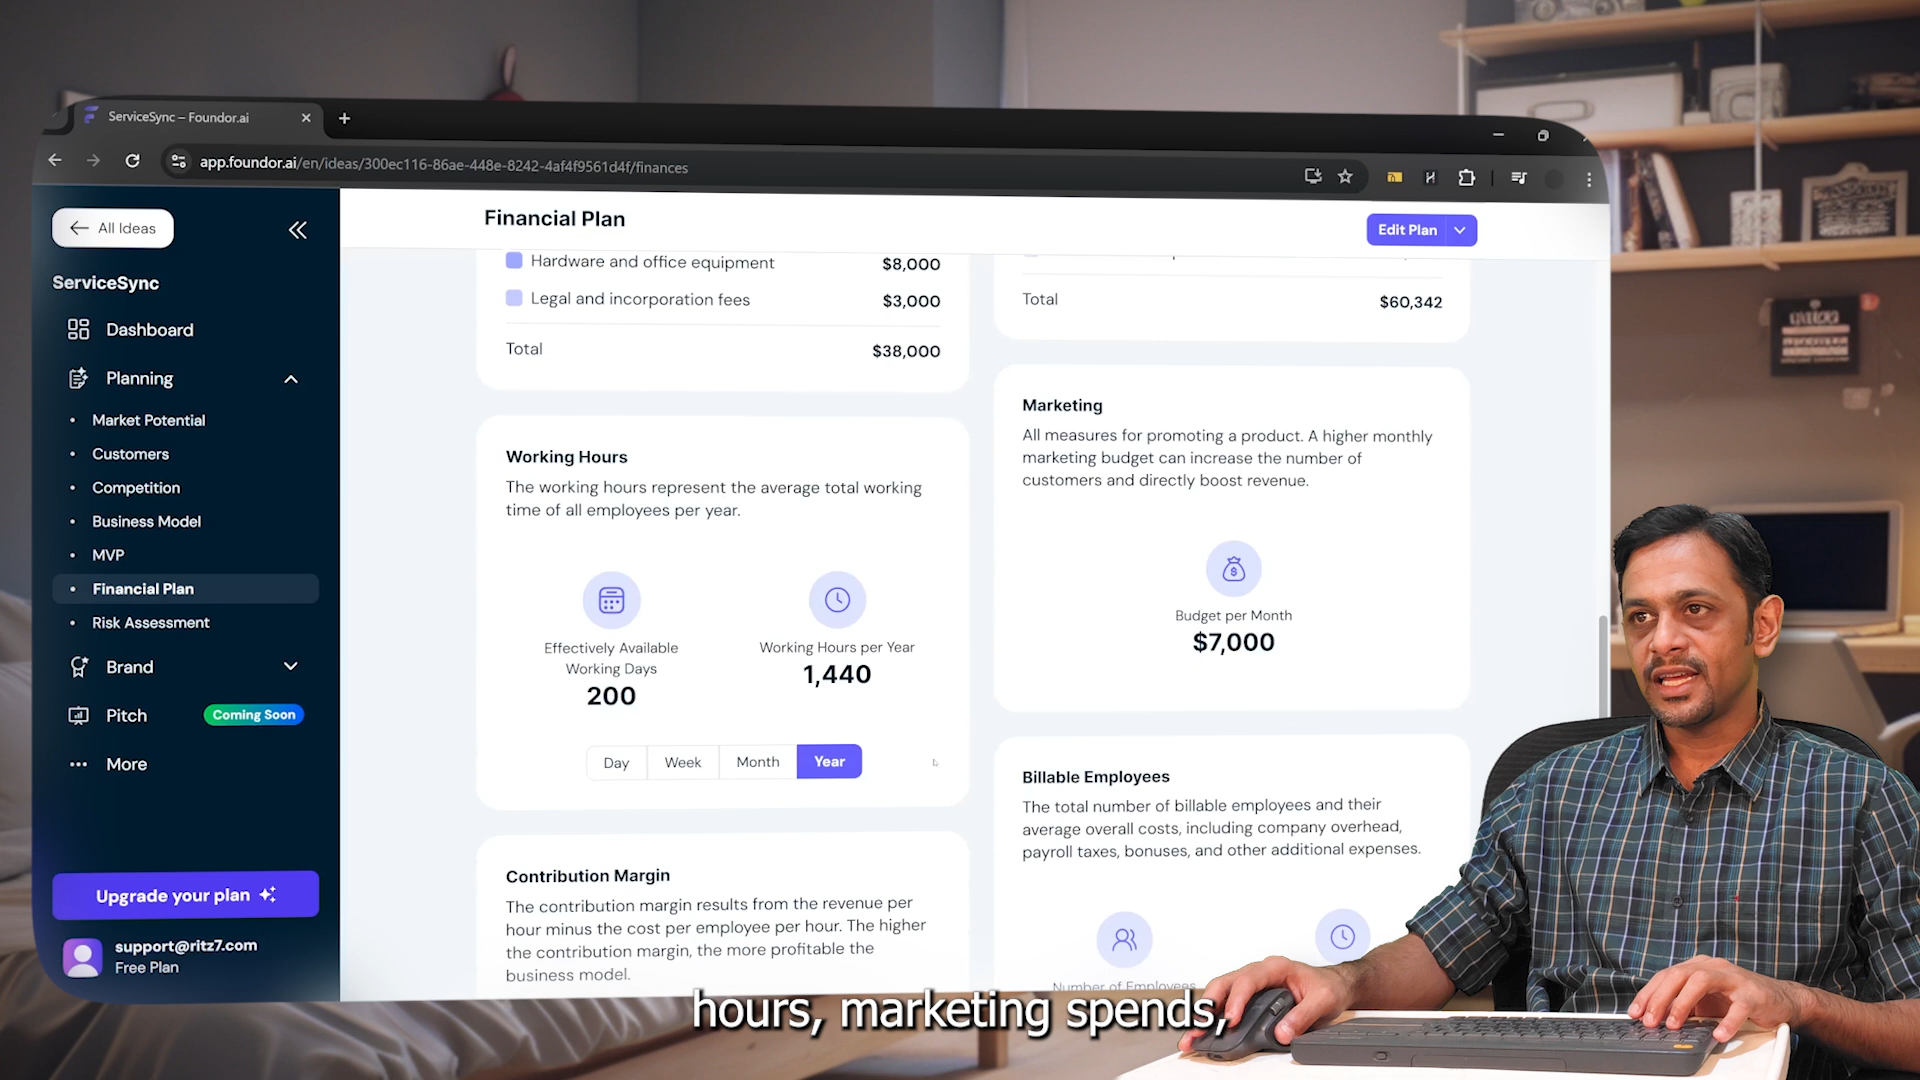 ServiceSync – Foundor.ai
app.foundor.ai/en/ideas/300ec116-86ae-448e-8242-4af4f9561d4f/finances
All Ideas
ServiceSync
Dashboard
Planning
Market Potential
Customers
Competition
Business Model
MVP
Financial Plan
Risk Assessment
Brand
Pitch
Coming Soon
More
Upgrade your plan
support@ritz7.com
Free Plan
Financial Plan
Edit Plan
Hardware and office equipment $8,000
Legal and incorporation fees $3,000
Total $38,000
Working Hours
The working hours represent the average total working
time of all employees per year.
Effectively Available
Working Days
200
Working Hours per Year
1,440
Day Week Month Year
Contribution Margin
The contribution margin results from the revenue per
hour minus the cost per employee per hour. The higher
the contribution margin, the more profitable the
business model.
Total $60,342
Marketing
All measures for promoting a product. A higher monthly
marketing budget can increase the number of
customers and directly boost revenue.
Budget per Month
$7,000
Billable Employees
The total number of billable employees and their
average overall costs, including company overhead,
payroll taxes, bonuses, and other additional expenses.
Number of Employees
hours, marketing spends,